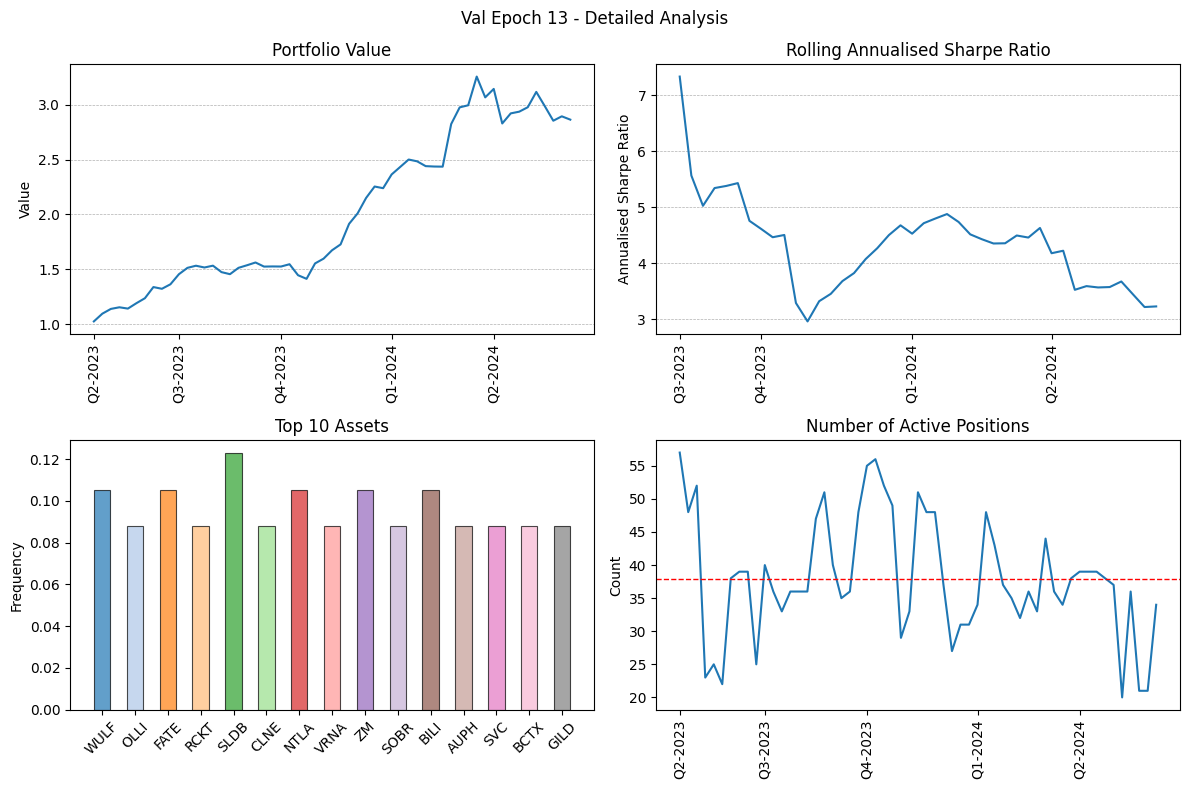 Val Epoch 13 - Detailed Analysis
Portfolio Value
Value
3.0
2.5
2.0
1.5
1.0
Q2-2023
Q3-2023
Q4-2023
Q1-2024
Q2-2024
Rolling Annualised Sharpe Ratio
Annualised Sharpe Ratio
7
6
5
4
3
Q3-2023
Q4-2023
Q1-2024
Q2-2024
Top 10 Assets
Frequency
0.12
0.10
0.08
0.06
0.04
0.02
0.00
WULF
OLLI
FATE
RCKT
SLDB
CLNE
NTLA
VRNA
ZM
SOBR
BILI
AUPH
SVC
BCTX
GILD
Number of Active Positions
Count
55
50
45
40
35
30
25
20
Q2-2023
Q3-2023
Q4-2023
Q1-2024
Q2-2024